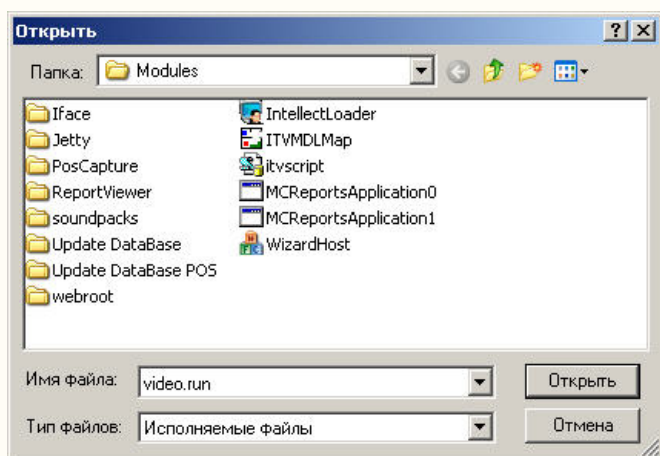 Открыть
Папка: Modules
Iface
Jetty
PosCapture
ReportViewer
soundpacks
Update DataBase
Update DataBase POS
webroot
IntellectLoader
ITVMDLMap
itvscript
MCReportsApplication0
MCReportsApplication1
WizardHost
Имя файла: video.run Открыть
Тип файлов: Исполняемые файлы Отмена